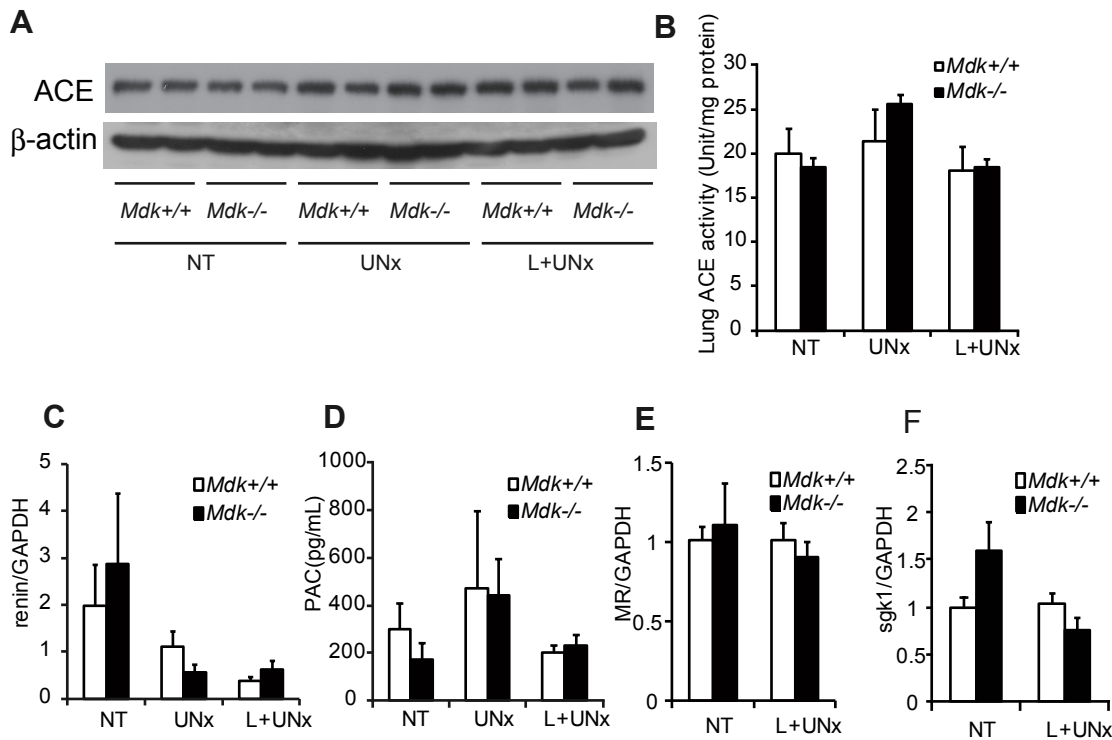 A
ACE
β-actin
Mdk+/+ Mdk-/- Mdk+/+ Mdk-/- Mdk+/+ Mdk-/-
NT UNx L+UNx
B
Lung ACE activity (Unit/mg protein)
30
25
20
15
10
5
0
Mdk+/+
Mdk-/-
NT UNx L+UNx
C
renin/GAPDH
5
4
3
2
1
0
Mdk+/+
Mdk-/-
NT UNx L+UNx
D
PAC(pg/mL)
1000
800
600
400
200
0
Mdk+/+
Mdk-/-
NT UNx L+UNx
E
MR/GAPDH
1.5
1
0.5
0
Mdk+/+
Mdk-/-
NT L+UNx
F
sgk1/GAPDH
2.5
2
1.5
1
0.5
0
Mdk+/+
Mdk-/-
NT L+UNx